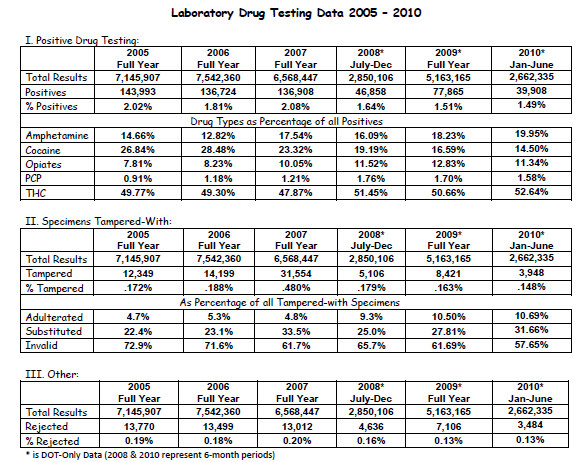 Laboratory Drug Testing Data 2005 – 2010
I. Positive Drug Testing:
2005 Full Year 2006 Full Year 2007 Full Year 2008* July-Dec 2009* Full Year 2010* Jan-June
Total Results 7,145,907 7,542,360 6,568,447 2,850,106 5,163,165 2,662,335
Positives 143,993 136,724 136,908 46,858 77,865 39,908
% Positives 2.02% 1.81% 2.08% 1.64% 1.51% 1.49%
Drug Types as Percentage of all Positives
Amphetamine 14.66% 12.82% 17.54% 16.09% 18.23% 19.95%
Cocaine 26.84% 28.48% 23.32% 19.19% 16.59% 14.50%
Opiates 7.81% 8.23% 10.05% 11.52% 12.83% 11.34%
PCP 0.91% 1.18% 1.21% 1.76% 1.70% 1.58%
THC 49.77% 49.30% 47.87% 51.45% 50.66% 52.64%
II. Specimens Tampered-With:
2005 Full Year 2006 Full Year 2007 Full Year 2008* July-Dec 2009* Full Year 2010* Jan-June
Total Results 7,145,907 7,542,360 6,568,447 2,850,106 5,163,165 2,662,335
Tampered 12,349 14,199 31,554 5,106 8,421 3,948
% Tampered .172% .188% .480% .179% .163% .148%
As Percentage of all Tampered-with Specimens
Adulterated 4.7% 5.3% 4.8% 9.3% 10.50% 10.69%
Substituted 22.4% 23.1% 33.5% 25.0% 27.81% 31.66%
Invalid 72.9% 71.6% 61.7% 65.7% 61.69% 57.65%
III. Other:
2005 Full Year 2006 Full Year 2007 Full Year 2008* July-Dec 2009* Full Year 2010* Jan-June
Total Results 7,145,907 7,542,360 6,568,447 2,850,106 5,163,165 2,662,335
Rejected 13,770 13,499 13,012 4,636 7,106 3,484
% Rejected 0.19% 0.18% 0.20% 0.16% 0.13% 0.13%
* is DOT-Only Data (2008 & 2010 represent 6-month periods)